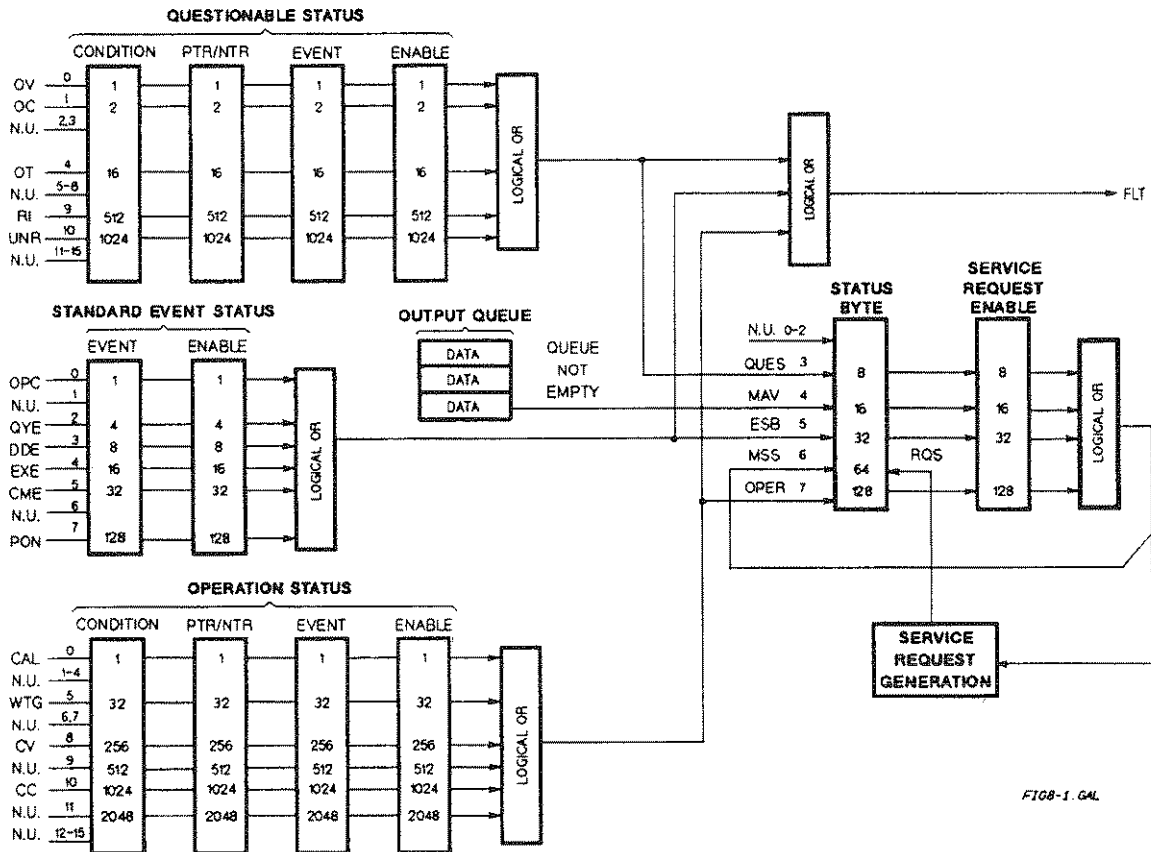 QUESTIONABLE STATUS
CONDITION PTR/NTR EVENT ENABLE
OV 0 1 1 1 1
OC 1 2 2 2 2
N.U. 2,3
OT 4 16 16 16 16
N.U. 5-8
RI 9 512 512 512 512
UNR 10 1024 1024 1024 1024
N.U. 11-15
LOGICAL OR
LOGICAL OR
FLT
STANDARD EVENT STATUS
EVENT ENABLE
OPC 0 1 1
N.U. 1
QYE 2 4 4
DDE 3 8 8
EXE 4 16 16
CME 5 32 32
N.U. 6
PON 7 128 128
LOGICAL OR
OUTPUT QUEUE
DATA
DATA
DATA
QUEUE
NOT
EMPTY
STATUS
BYTE
SERVICE
REQUEST
ENABLE
N.U. 0-2
QUES 3 8 8
MAV 4 16 16
ESB 5 32 32
MSS 6 64 RQS
OPER 7 128 128
LOGICAL OR
SERVICE
REQUEST
GENERATION
OPERATION STATUS
CONDITION PTR/NTR EVENT ENABLE
CAL 0 1 1 1 1
N.U. 1-4
WTG 5 32 32 32 32
N.U. 6,7
CV 8 256 256 256 256
N.U. 9 512 512 512 512
CC 10 1024 1024 1024 1024
N.U. 11 2048 2048 2048 2048
N.U. 12-15
LOGICAL OR
FIG8-1.GAL